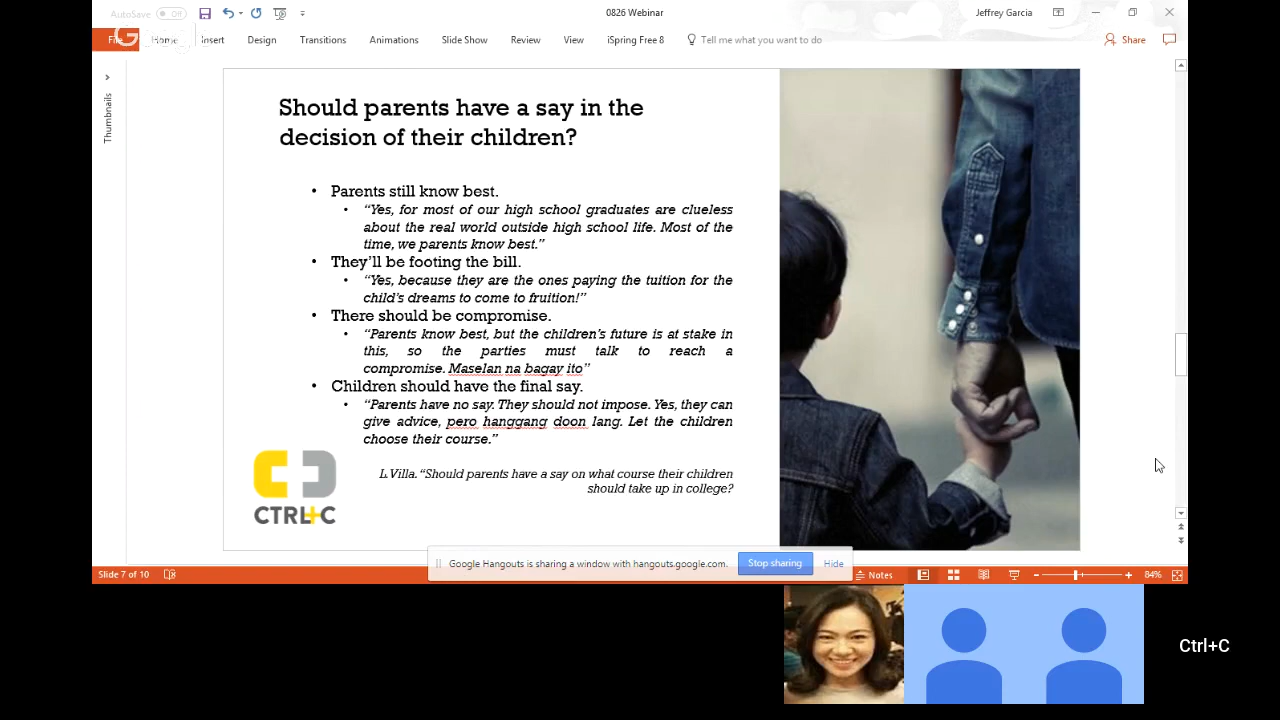 AutoSave Off
0826 Webinar
Jeffrey Garcia
File Home Insert Design Transitions Animations Slide Show Review View iSpring Free 8 Tell me what you want to do Share
Thumbnails
Should parents have a say in the
decision of their children?
• Parents still know best.
• “Yes, for most of our high school graduates are clueless
about the real world outside high school life. Most of the
time, we parents know best.”
• They’ll be footing the bill.
• “Yes, because they are the ones paying the tuition for the
child’s dreams to come to fruition!”
• There should be compromise.
• “Parents know best, but the children’s future is at stake in
this, so the parties must talk to reach a
compromise. Maselan na bagay ito”
• Children should have the final say.
• “Parents have no say. They should not impose. Yes, they can
give advice, pero hanggang doon lang. Let the children
choose their course.”
L.Villa. “Should parents have a say on what course their children
should take up in college?
CTRL+C
Google Hangouts is sharing a window with hangouts.google.com. Stop sharing Hide
Slide 7 of 10 Notes 84%
Ctrl+C